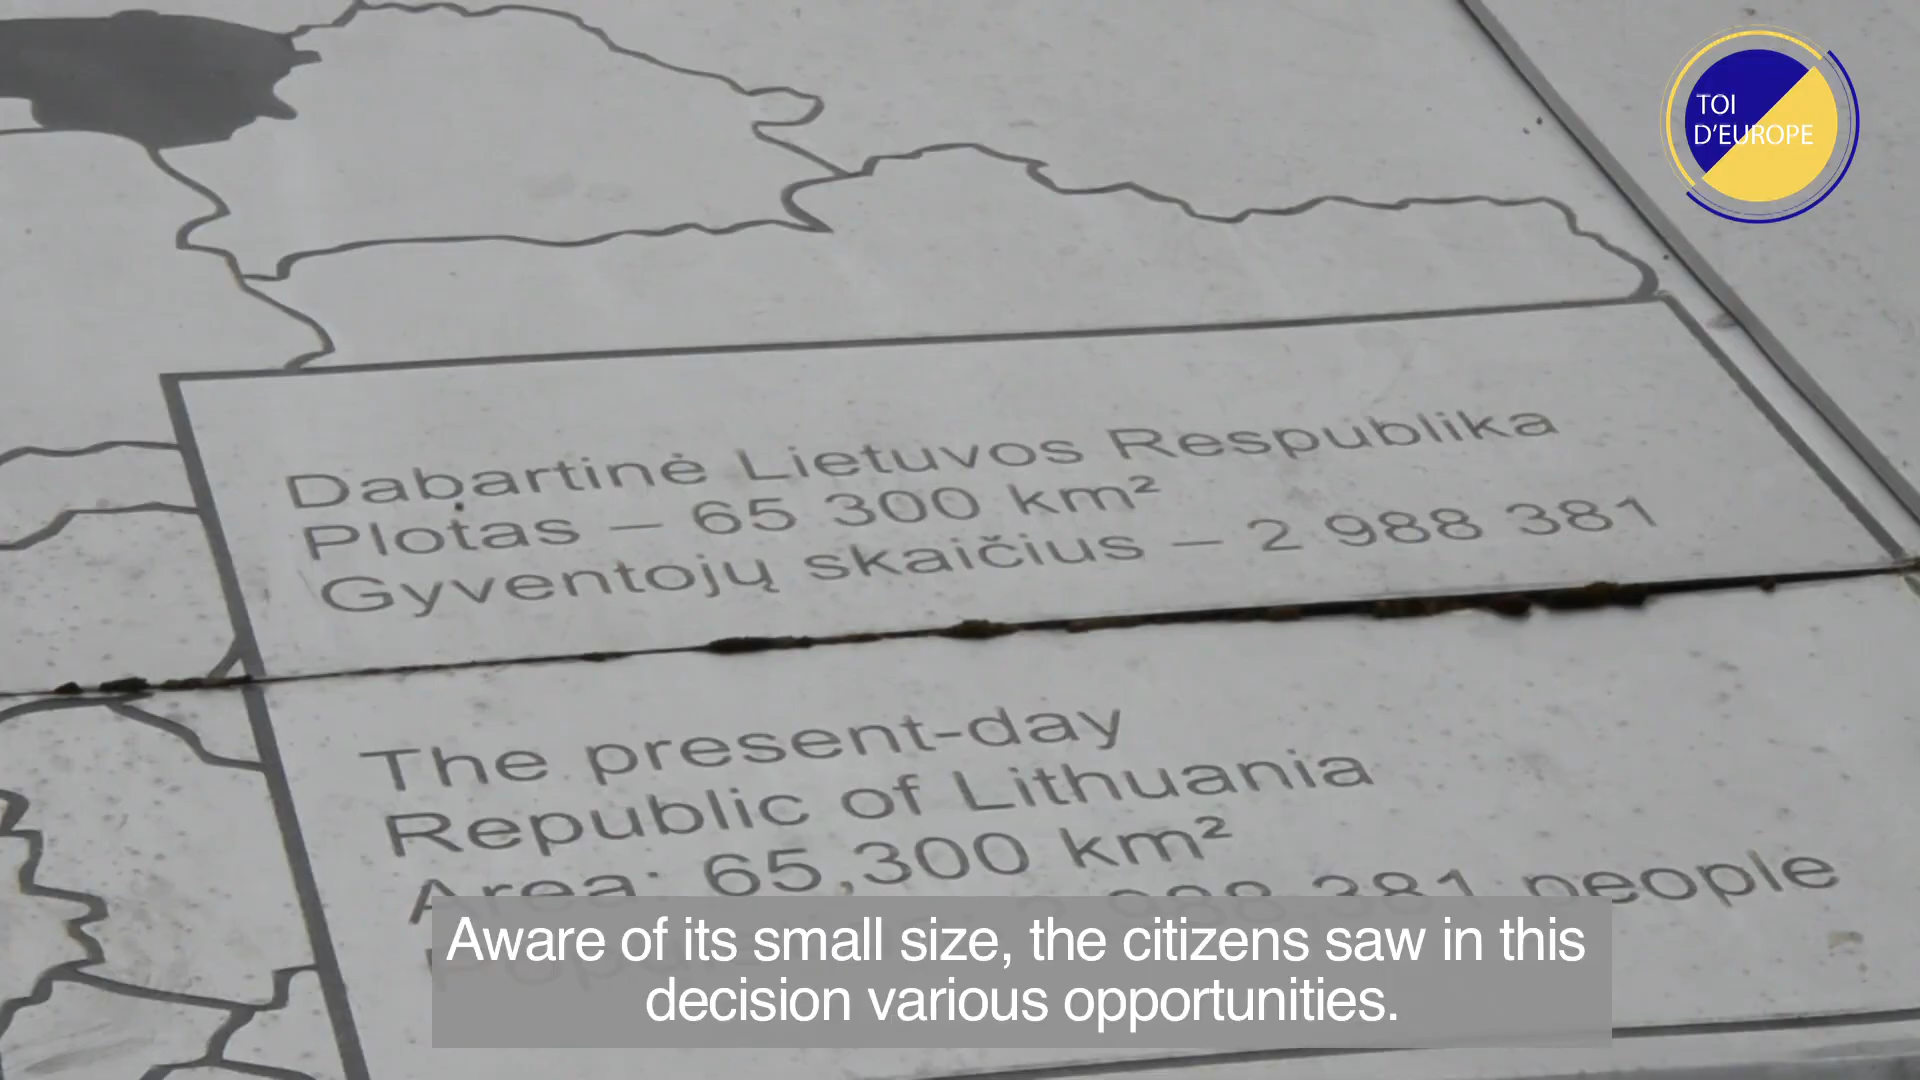 TOI
D'EUROPE
Dabartinė Lietuvos Respublika
Plotas – 65 300 km²
Gyventojų skaičius – 2 988 381
The present-day
Republic of Lithuania
Area: 65,300 km²
people
Aware of its small size, the citizens saw in this
decision various opportunities.